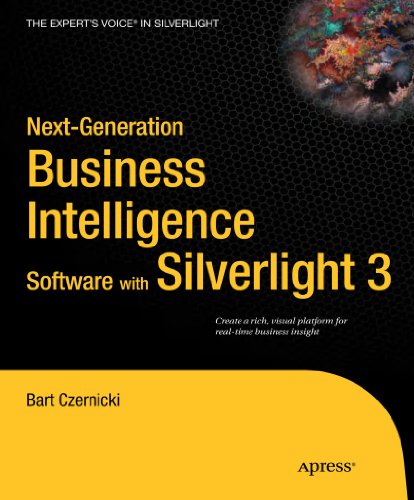 THE EXPERT'S VOICE® IN SILVERLIGHT
Next-Generation
Business
Intelligence
Software with Silverlight 3
Create a rich, visual platform for
real-time business insight
Bart Czernicki
Apress®